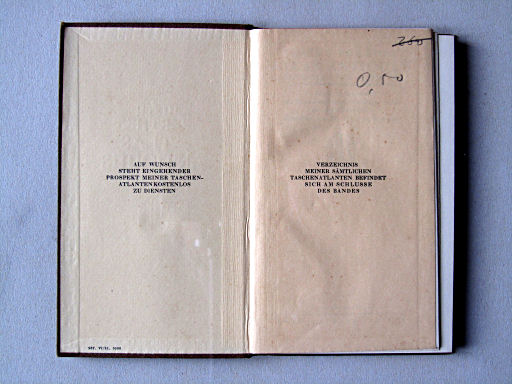 AUF WUNSCH
STEHT EINGEHENDER
PROSPEKT MEINER TASCHEN-
ATLANTEN KOSTENLOS
ZU DIENSTEN
VERZEICHNIS
MEINER SÄMTLICHEN
TASCHENATLANTEN BEFINDET
SICH AM SCHLUSSE
DES BANDES
0,50